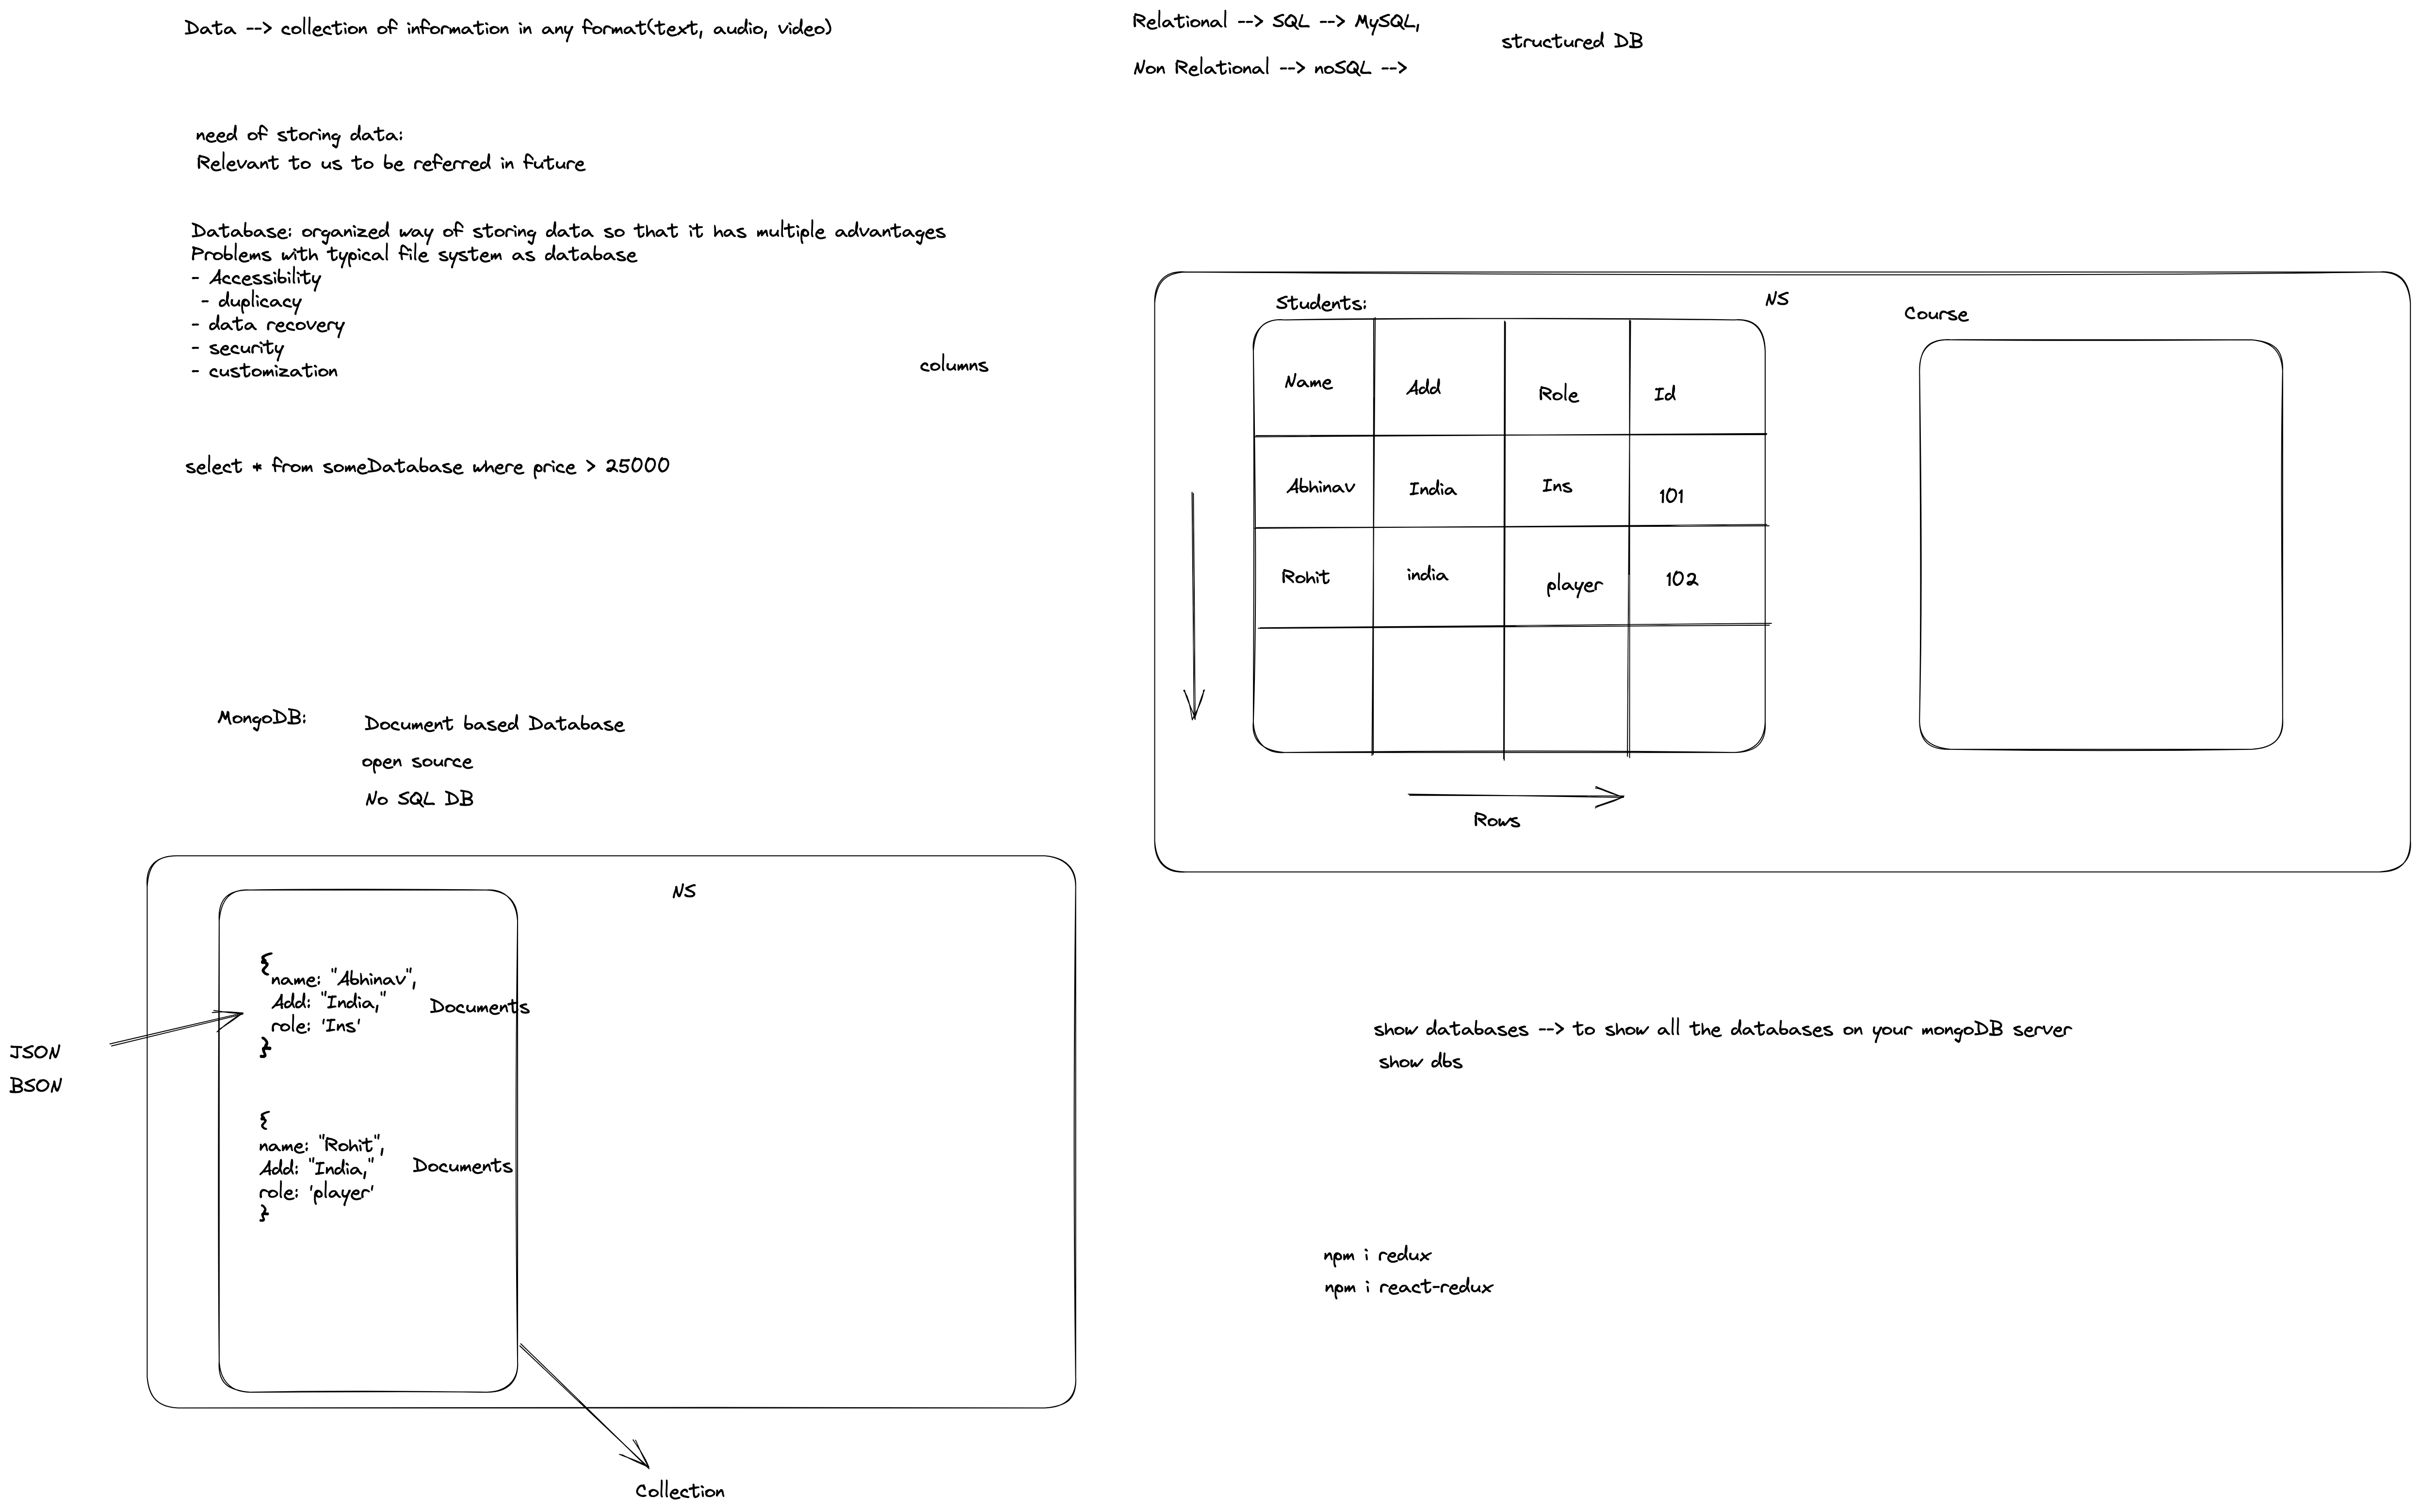 Data --> collection of information in any format(text, audio, video)
need of storing data:
Relevant to us to be referred in future
Database: organized way of storing data so that it has multiple advantages
Problems with typical file system as database
- Accessibility
- duplicacy
- data recovery
- security
- customization
columns
select * from someDatabase where price > 25000
Relational --> SQL --> MySQL,
structured DB
Non Relational --> noSQL -->
NS
Students:
Course
Name Add Role Id
Abhinav India Ins 101
Rohit india player 102
Rows
MongoDB: Document based Database
open source
No SQL DB
NS
{
name: "Abhinav",
Add: "India,"
role: 'Ins'
}
Documents
JSON
BSON
{
name: "Rohit",
Add: "India,"
role: 'player'
}
Documents
Collection
show databases --> to show all the databases on your mongoDB server
show dbs
npm i redux
npm i react-redux